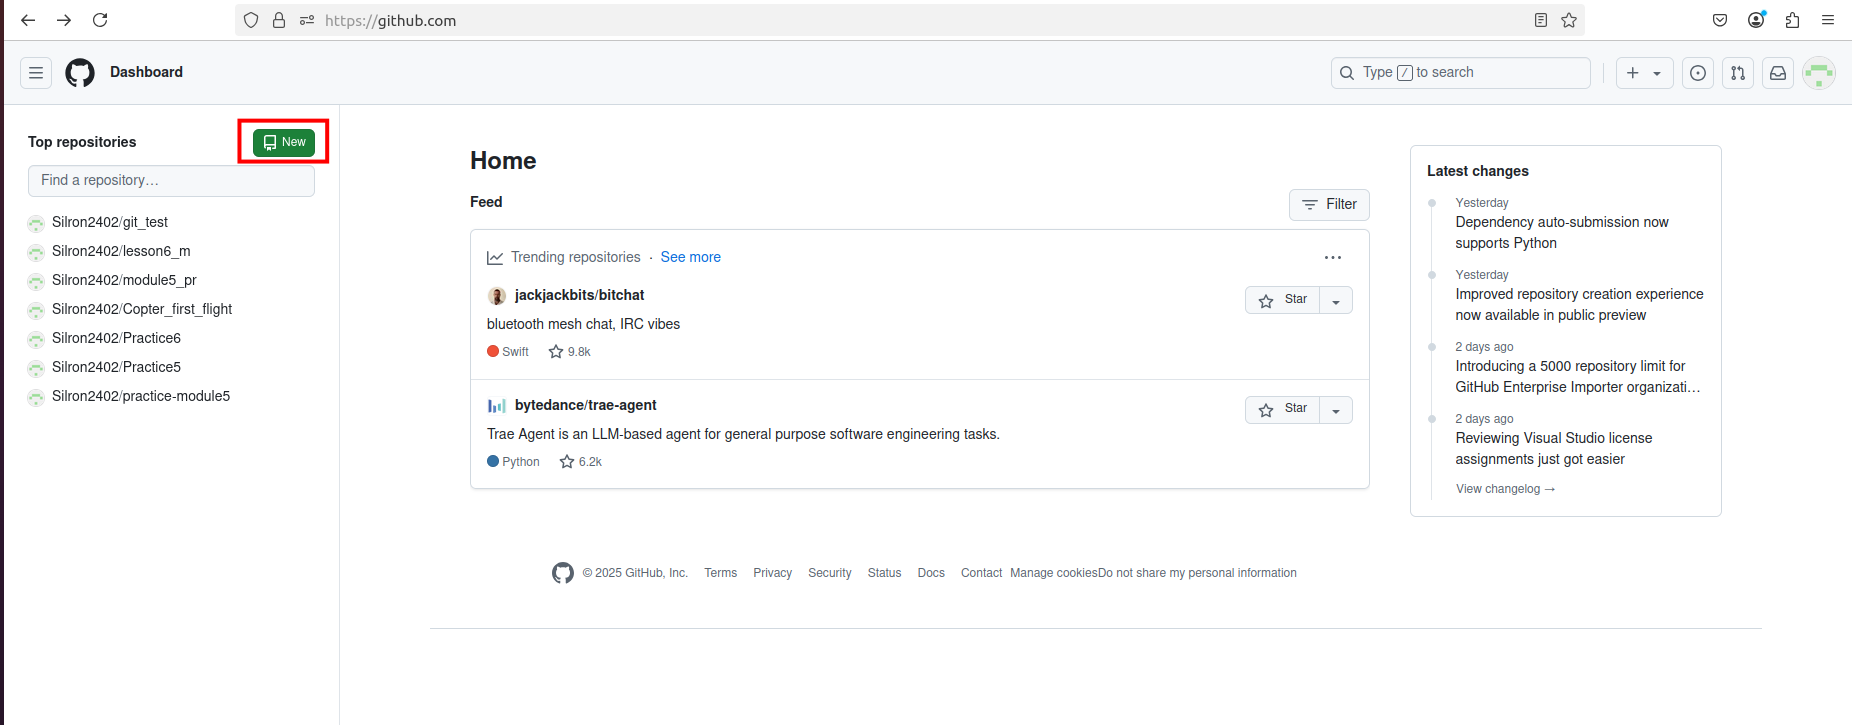 https://github.com
Dashboard
Type / to search
Top repositories
New
Find a repository…
Silron2402/git_test
Silron2402/lesson6_m
Silron2402/module5_pr
Silron2402/Copter_first_flight
Silron2402/Practice6
Silron2402/Practice5
Silron2402/practice-module5
Home
Feed
Filter
Trending repositories · See more
jackjackbits/bitchat
Star
bluetooth mesh chat, IRC vibes
Swift 9.8k
bytedance/trae-agent
Star
Trae Agent is an LLM-based agent for general purpose software engineering tasks.
Python 6.2k
Latest changes
Yesterday
Dependency auto-submission now
supports Python
Yesterday
Improved repository creation experience
now available in public preview
2 days ago
Introducing a 5000 repository limit for
GitHub Enterprise Importer organizati…
2 days ago
Reviewing Visual Studio license
assignments just got easier
View changelog →
© 2025 GitHub, Inc. Terms Privacy Security Status Docs Contact Manage cookiesDo not share my personal information